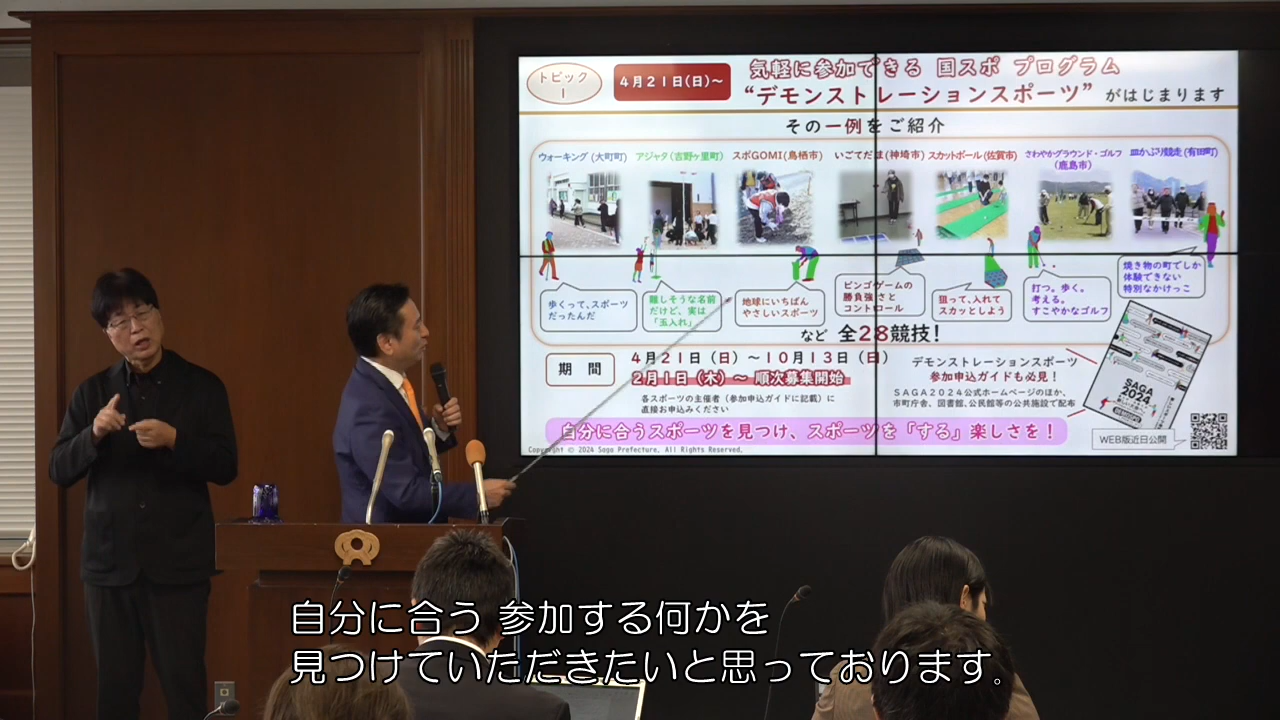 トピック
1
4月21日(日)～
気軽に参加できる 国スポ プログラム
“デモンストレーションスポーツ” がはじまります
その一例をご紹介
ウォーキング(大町町)
アジャタ(吉野ヶ里町)
スポGOMI(鳥栖市)
いごてだま(神埼市)
スカットボール(佐賀市)
さわやかグラウンド・ゴルフ
(鹿島市)
皿かぶり競走(有田町)
歩くって、スポーツ
だったんだ
難しそうな名前
だけど、実は
「玉入れ」
地球にいちばん
やさしいスポーツ
ビンゴゲームの
勝負強さと
コントロール
狙って、入れて
スカッとしよう
打つ。歩く。
考える。
すこやかなゴルフ
焼き物の町でしか
体験できない
特別なかけっこ
など 全28競技!
期 間
4月21日(日)～10月13日(日)
2月1日(木)～ 順次募集開始
各スポーツの主催者(参加申込ガイドに記載)に
直接お申込みください
デモンストレーションスポーツ
参加申込ガイドも必見!
SAGA2024公式ホームページのほか、
市町庁舎、図書館、公民館等の公共施設で配布
SAGA
2024
WEB版近日公開
自分に合うスポーツを見つけ、スポーツを「する」楽しさを!
Copyright © 2024 Saga Prefecture. All Rights Reserved.
自分に合う 参加する何かを
見つけていただきたいと思っております。